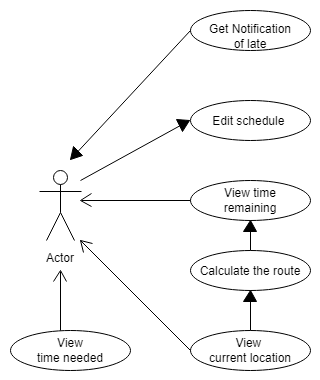 Get Notification
of late
Edit schedule
View time
remaining
Actor
Calculate the route
View
time needed
View
current location